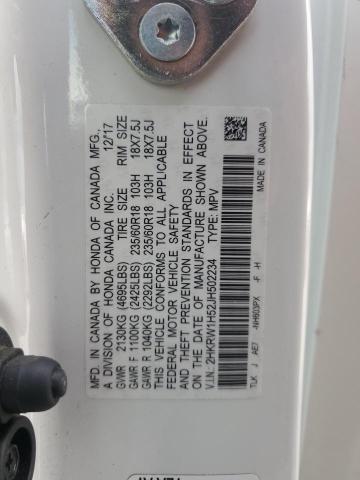 MFD. IN CANADA BY HONDA OF CANADA MFG.,
A DIVISION OF HONDA CANADA INC. 12/17
TIRE SIZE RIM SIZE
GVWR 2130KG (4695LBS)
GAWR F 1100KG (2425LBS) 235/60R18 103H 18X7.5J
GAWR R 1040KG (2292LBS) 235/60R18 103H 18X7.5J
THIS VEHICLE CONFORMS TO ALL APPLICABLE
FEDERAL MOTOR VEHICLE SAFETY
AND THEFT PREVENTION STANDARDS IN EFFECT
ON THE DATE OF MANUFACTURE SHOWN ABOVE.
V.I.N.: 2HKRW1H52JH502234 TYPE: MPV
TLK J AE7 -NH603PX -F -H
MADE IN CANADA